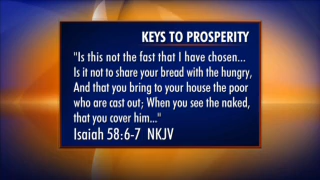 KEYS TO PROSPERITY
"Is this not the fast that I have chosen...
Is it not to share your bread with the hungry,
And that you bring to your house the poor
who are cast out; When you see the naked,
that you cover him..."
Isaiah 58:6-7 NKJV